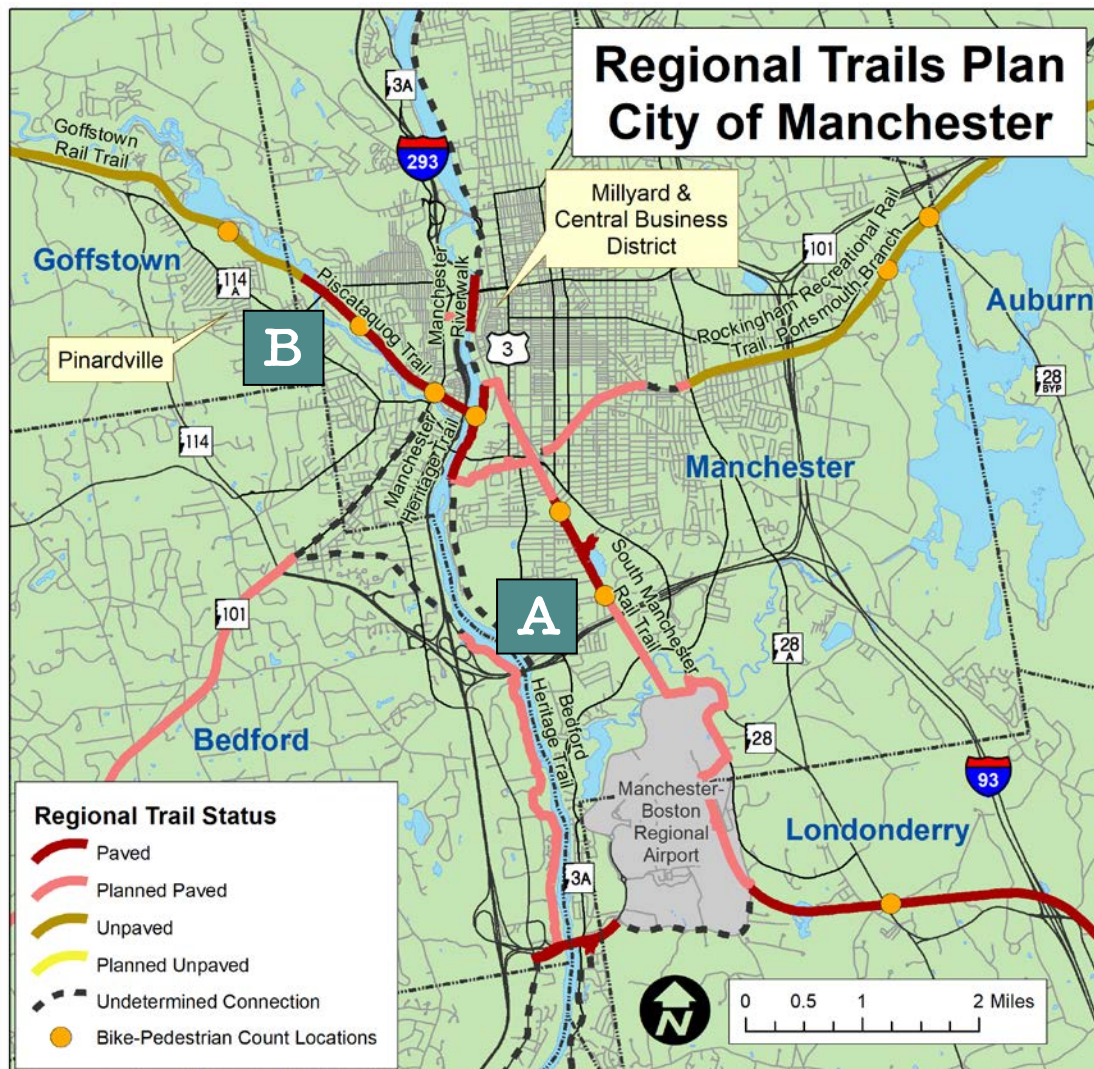 Regional Trails Plan
City of Manchester
3A
293
Goffstown
Rail Trail
Millyard &
Central Business
District
101
Goffstown
114
A
Piscataquog Trail
Manchester
Riverwalk
Rockingham Recreational Rail
Trail - Portsmouth Branch
Auburn
Pinardville
B
3
28
BYP
114
Manchester
Heritage Trail
Manchester
101
A
South Manchester
Rail Trail
28
A
Bedford
Bedford
Heritage Trail
28
93
Manchester-
Boston
Regional
Airport
Londonderry
3A
Regional Trail Status
Paved
Planned Paved
Unpaved
Planned Unpaved
Undetermined Connection
Bike-Pedestrian Count Locations
N
0 0.5 1 2 Miles